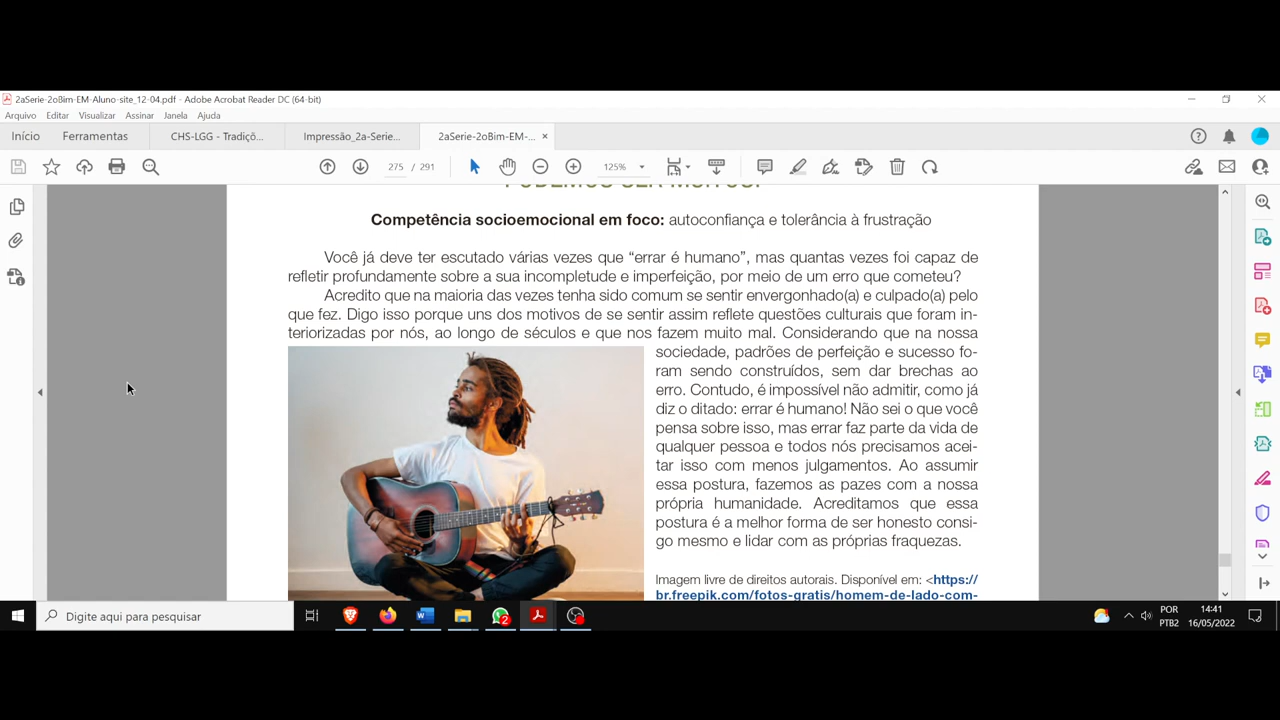 2aSerie-2oBim-EM-Aluno-site_12-04.pdf - Adobe Acrobat Reader DC (64-bit)
Arquivo Editar Visualizar Assinar Janela Ajuda
Início Ferramentas CHS-LGG - Tradiçõ... Impressão_2a-Serie... 2aSerie-2oBim-EM-... ×
275 / 291 125%
PODEMOS SER MUITOS!
Competência socioemocional em foco: autoconfiança e tolerância à frustração
Você já deve ter escutado várias vezes que “errar é humano”, mas quantas vezes foi capaz de
refletir profundamente sobre a sua incompletude e imperfeição, por meio de um erro que cometeu?
Acredito que na maioria das vezes tenha sido comum se sentir envergonhado(a) e culpado(a) pelo
que fez. Digo isso porque uns dos motivos de se sentir assim reflete questões culturais que foram in-
teriorizadas por nós, ao longo de séculos e que nos fazem muito mal. Considerando que na nossa
sociedade, padrões de perfeição e sucesso fo-
ram sendo construídos, sem dar brechas ao
erro. Contudo, é impossível não admitir, como já
diz o ditado: errar é humano! Não sei o que você
pensa sobre isso, mas errar faz parte da vida de
qualquer pessoa e todos nós precisamos acei-
tar isso com menos julgamentos. Ao assumir
essa postura, fazemos as pazes com a nossa
própria humanidade. Acreditamos que essa
postura é a melhor forma de ser honesto consi-
go mesmo e lidar com as próprias fraquezas.
Imagem livre de direitos autorais. Disponível em: <https://
br.freepik.com/fotos-gratis/homem-de-lado-com-
Digite aqui para pesquisar
2
POR
PTB2
14:41
16/05/2022